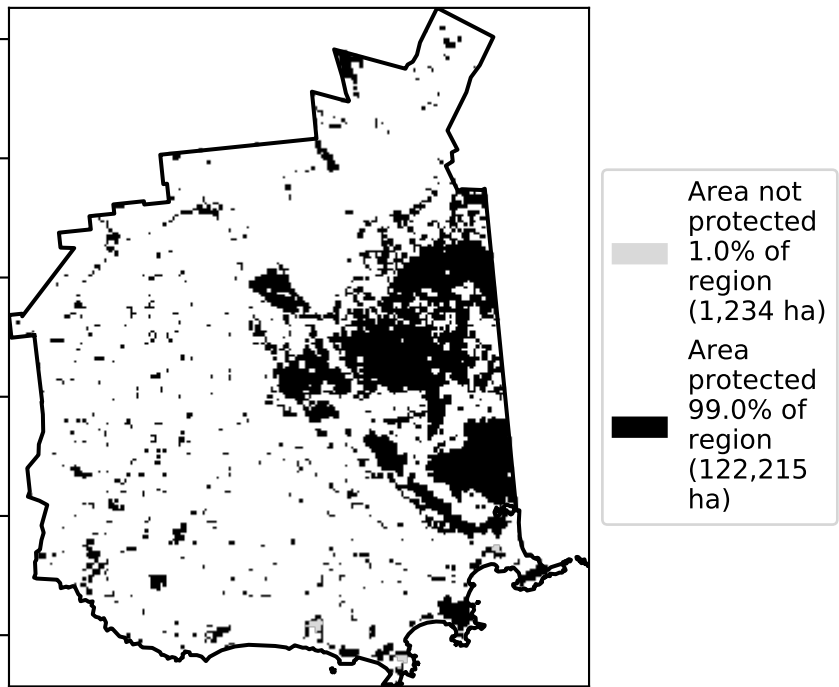 Area not
protected
1.0% of
region
(1,234 ha)
Area
protected
99.0% of
region
(122,215
ha)